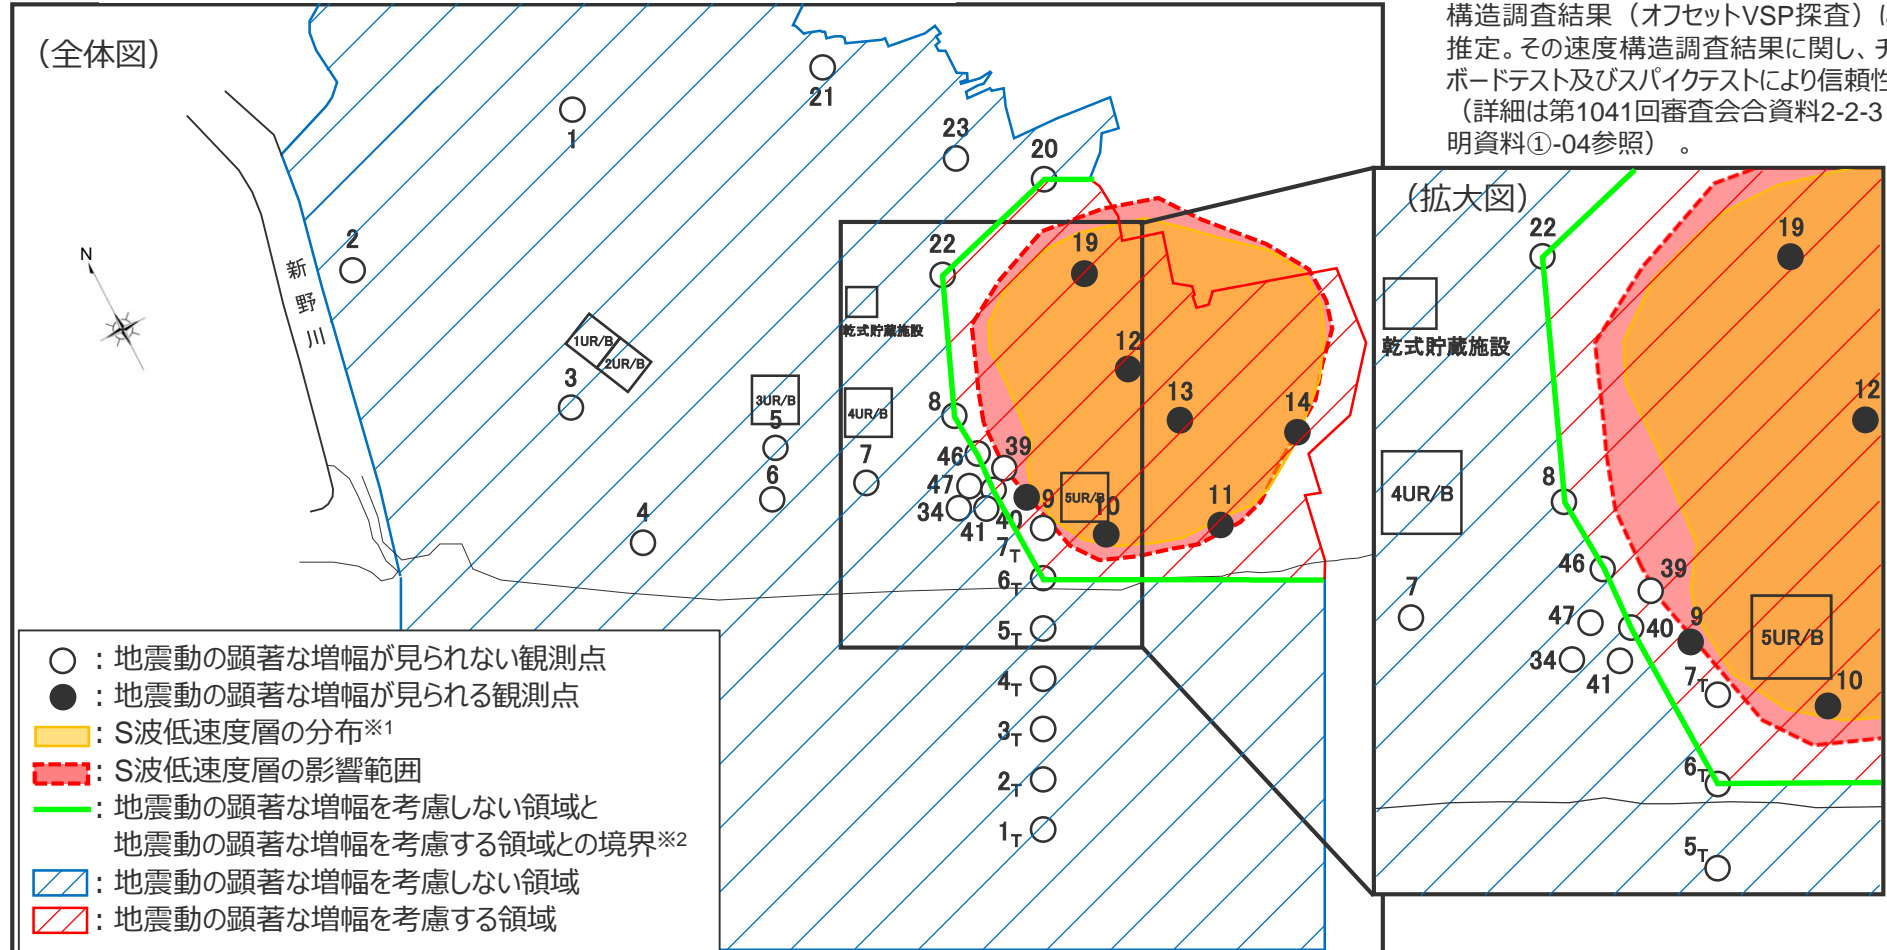 構造調査結果（オフセットVSP探査）
推定。その速度構造調査結果に関し、チ
ボードテスト及びスパイクテストにより信頼性
（詳細は第1041回審査会合資料2-2-3
明資料①-04参照）。
（全体図）
21
1
23
20
2
N
新野川
22
19
乾式貯蔵施設
1UR/B
2UR/B
12
3
3UR/B
5
4UR/B
8
13
14
7
46
39
6
47
9
5UR/B
34
41
40
10
11
4
7T
6T
5T
4T
3T
2T
1T
（拡大図）
22
19
乾式貯蔵施設
12
4UR/B
8
46
39
7
47
40
9
5UR/B
34
41
7T
10
6T
5T
○：地震動の顕著な増幅が見られない観測点
●：地震動の顕著な増幅が見られる観測点
：S波低速度層の分布※1
：S波低速度層の影響範囲
：地震動の顕著な増幅を考慮しない領域と
地震動の顕著な増幅を考慮する領域との境界※2
：地震動の顕著な増幅を考慮しない領域
：地震動の顕著な増幅を考慮する領域